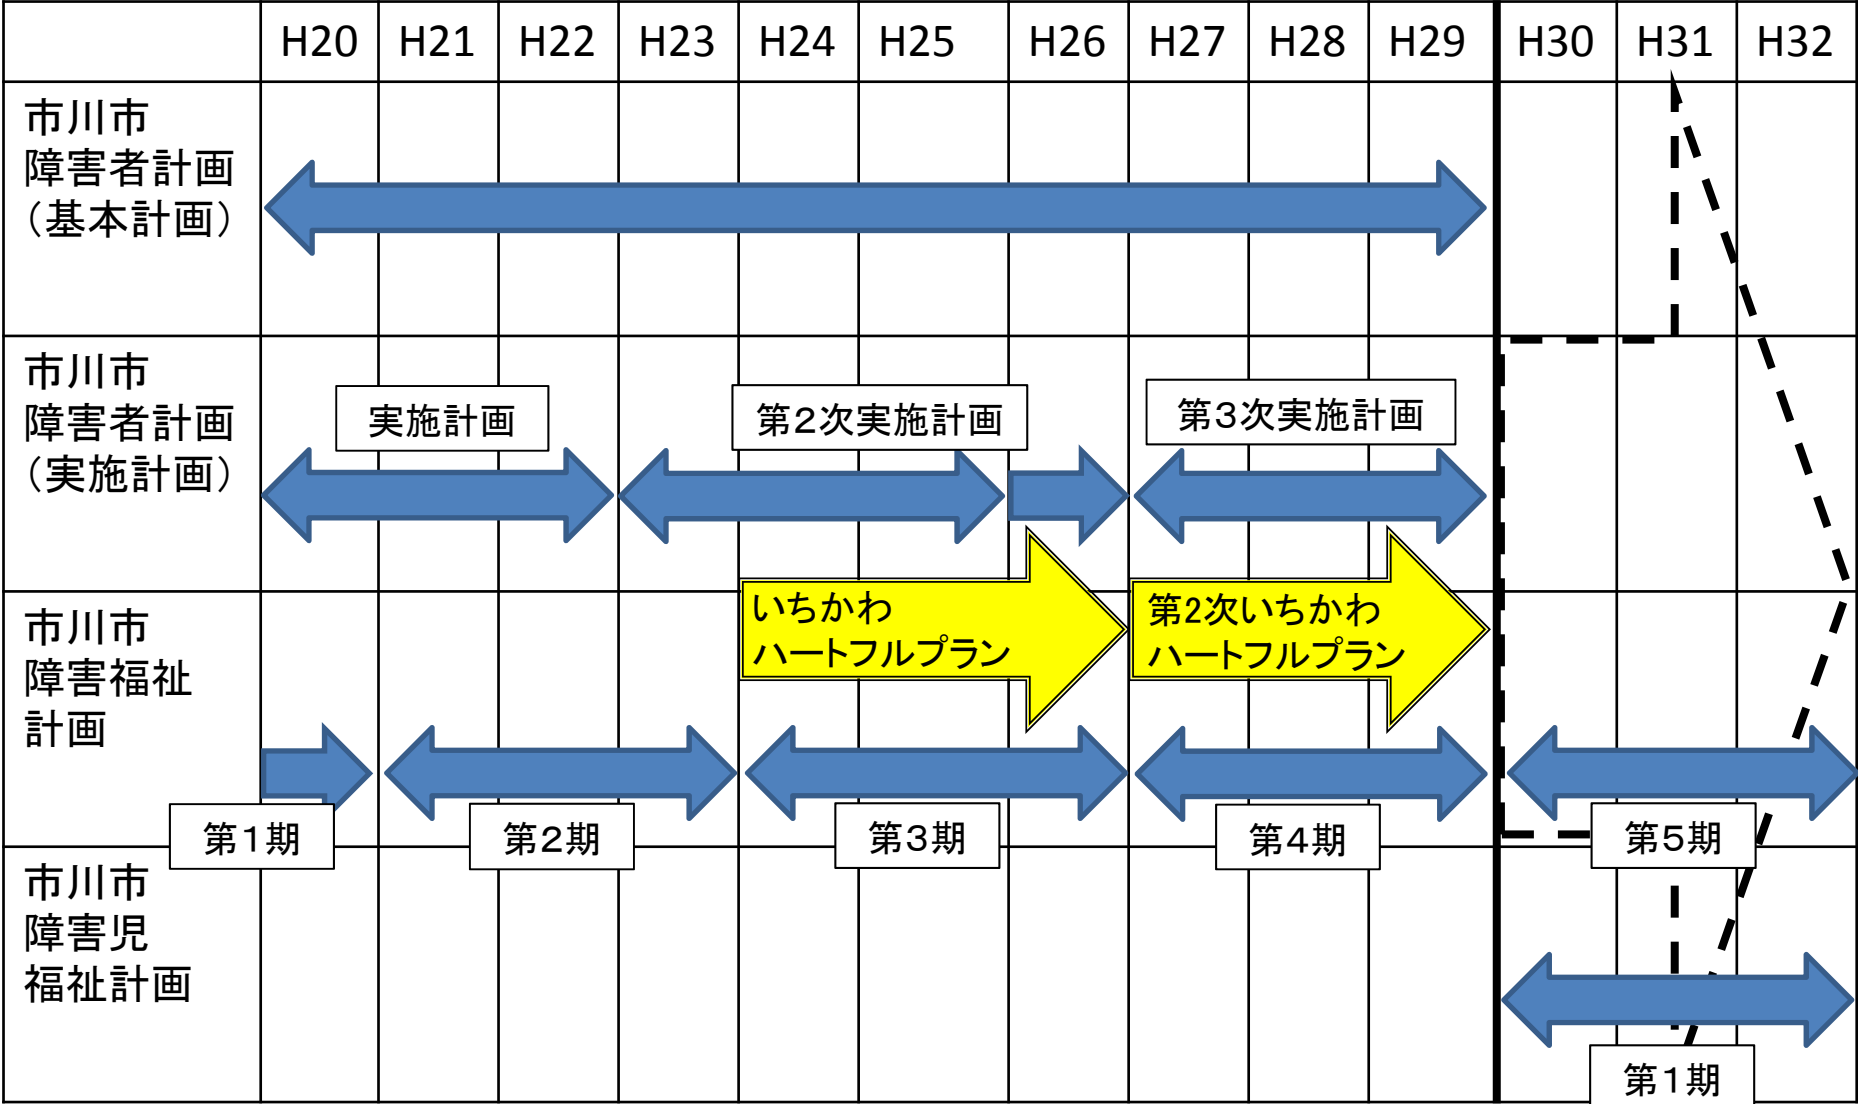 H20 H21 H22 H23 H24 H25 H26 H27 H28 H29 H30 H31 H32
市川市
障害者計画
（基本計画）
市川市
障害者計画
（実施計画）
実施計画
第２次実施計画
第３次実施計画
いちかわ
ハートフルプラン
第2次いちかわ
ハートフルプラン
市川市
障害福祉
計画
第１期
第２期
第３期
第４期
第５期
市川市
障害児
福祉計画
第１期